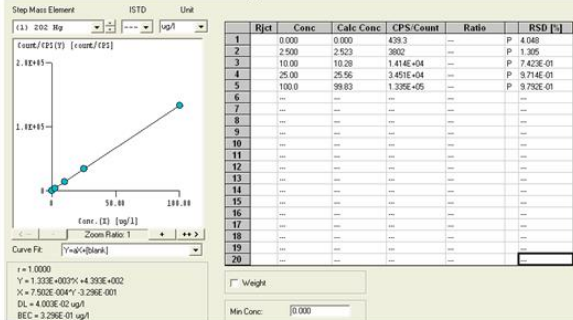 Step Mass Element ISTD Unit
(1) 202 Hg --- ug/l
Count/CPS(Y) [count/CPS]
2.0E+05
1.0E+05
0
0 50.00 100.00
Conc.(X) [ug/l]
Zoom Ratio: 1 + ++ >
Curve Fit: Y=aX+[blank]
r = 1.0000
Y = 1.333E+003*X +4.393E+002
X = 7.502E-004*Y -3.296E-001
DL = 4.003E-02 ug/l
BEC = 3.296E-01 ug/l
Rjct Conc Calc Conc CPS/Count Ratio RSD [%]
1 0.000 0.000 439.3 --- P 4.048
2 2.500 2.523 3802 --- P 1.305
3 10.00 10.28 1.414E+04 --- P 7.423E-01
4 25.00 25.56 3.451E+04 --- P 9.714E-01
5 100.0 99.83 1.335E+05 --- P 9.792E-01
6 --- --- --- --- ---
7 --- --- --- --- ---
8 --- --- --- --- ---
9 --- --- --- --- ---
10 --- --- --- --- ---
11 --- --- --- --- ---
12 --- --- --- --- ---
13 --- --- --- --- ---
14 --- --- --- --- ---
15 --- --- --- --- ---
16 --- --- --- --- ---
17 --- --- --- --- ---
18 --- --- --- --- ---
19 --- --- --- --- ---
20 --- --- --- --- ---
Weight
Min Conc: 0.000